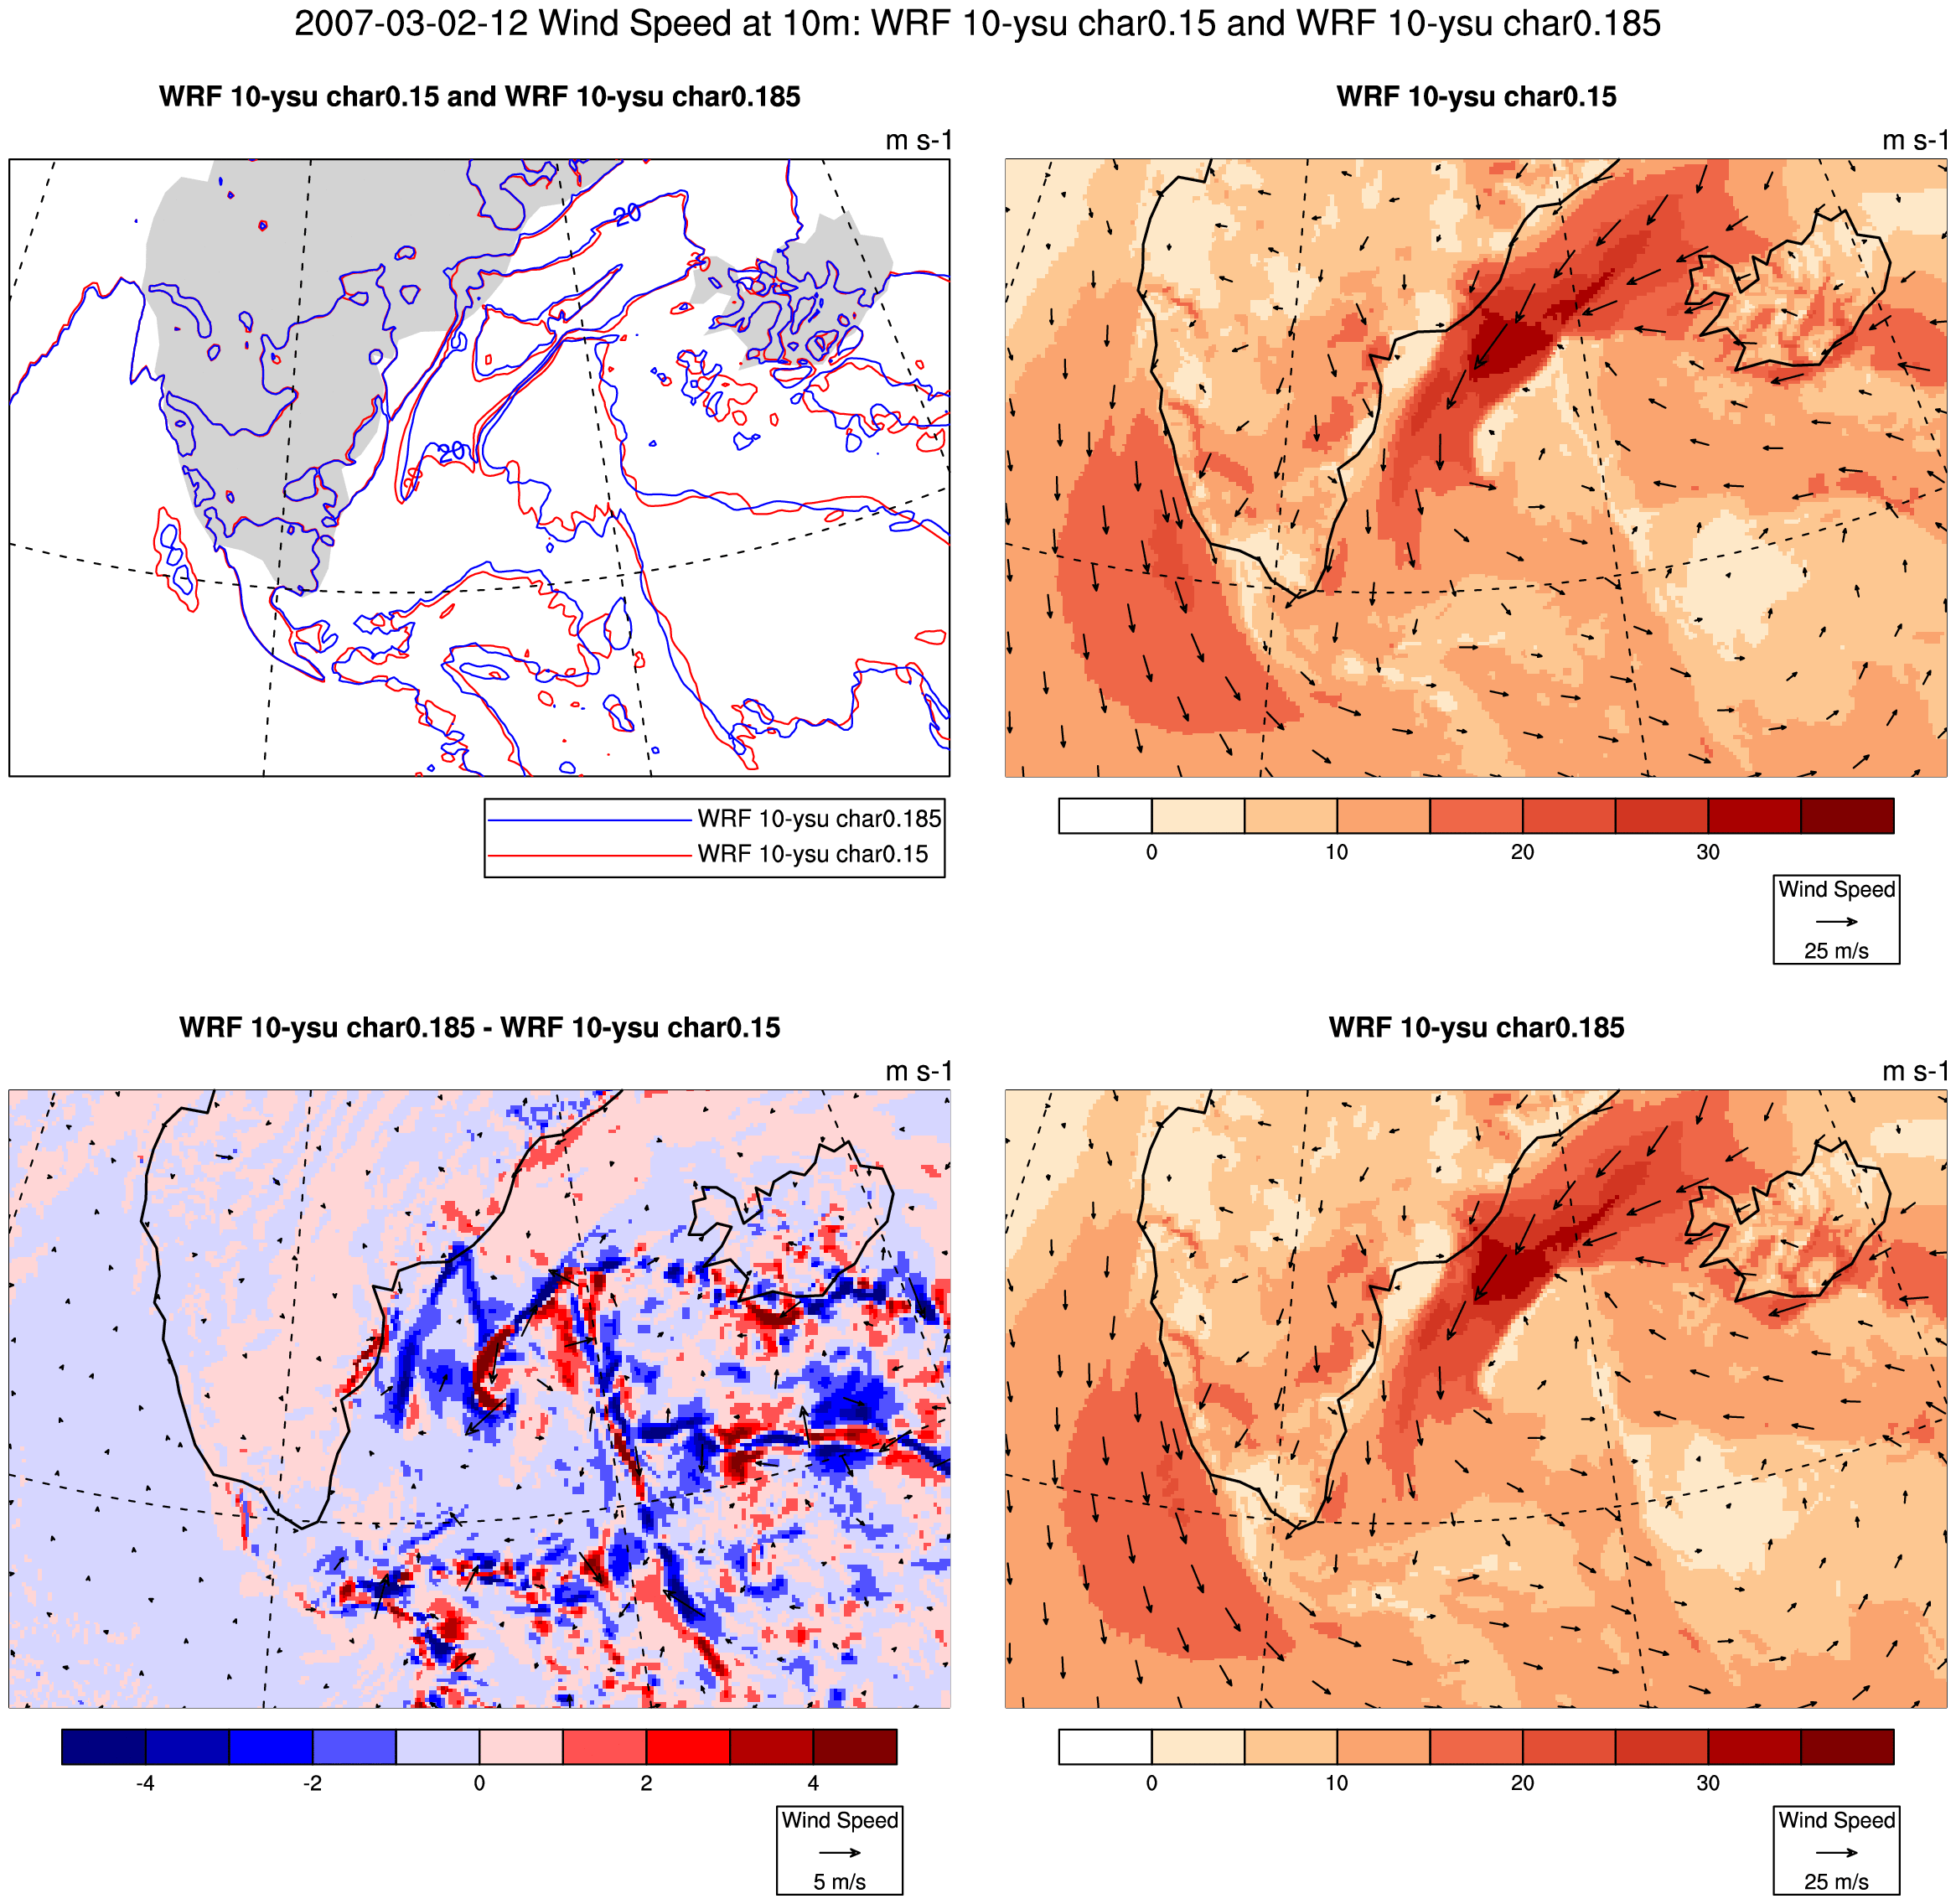 2007-03-02-12 Wind Speed at 10m: WRF 10-ysu char0.15 and WRF 10-ysu char0.185
WRF 10-ysu char0.15 and WRF 10-ysu char0.185
m s-1
20
20
20
WRF 10-ysu char0.185
WRF 10-ysu char0.15
WRF 10-ysu char0.15
m s-1
0 10 20 30
Wind Speed
25 m/s
WRF 10-ysu char0.185 - WRF 10-ysu char0.15
m s-1
-4 -2 0 2 4
Wind Speed
5 m/s
WRF 10-ysu char0.185
m s-1
0 10 20 30
Wind Speed
25 m/s